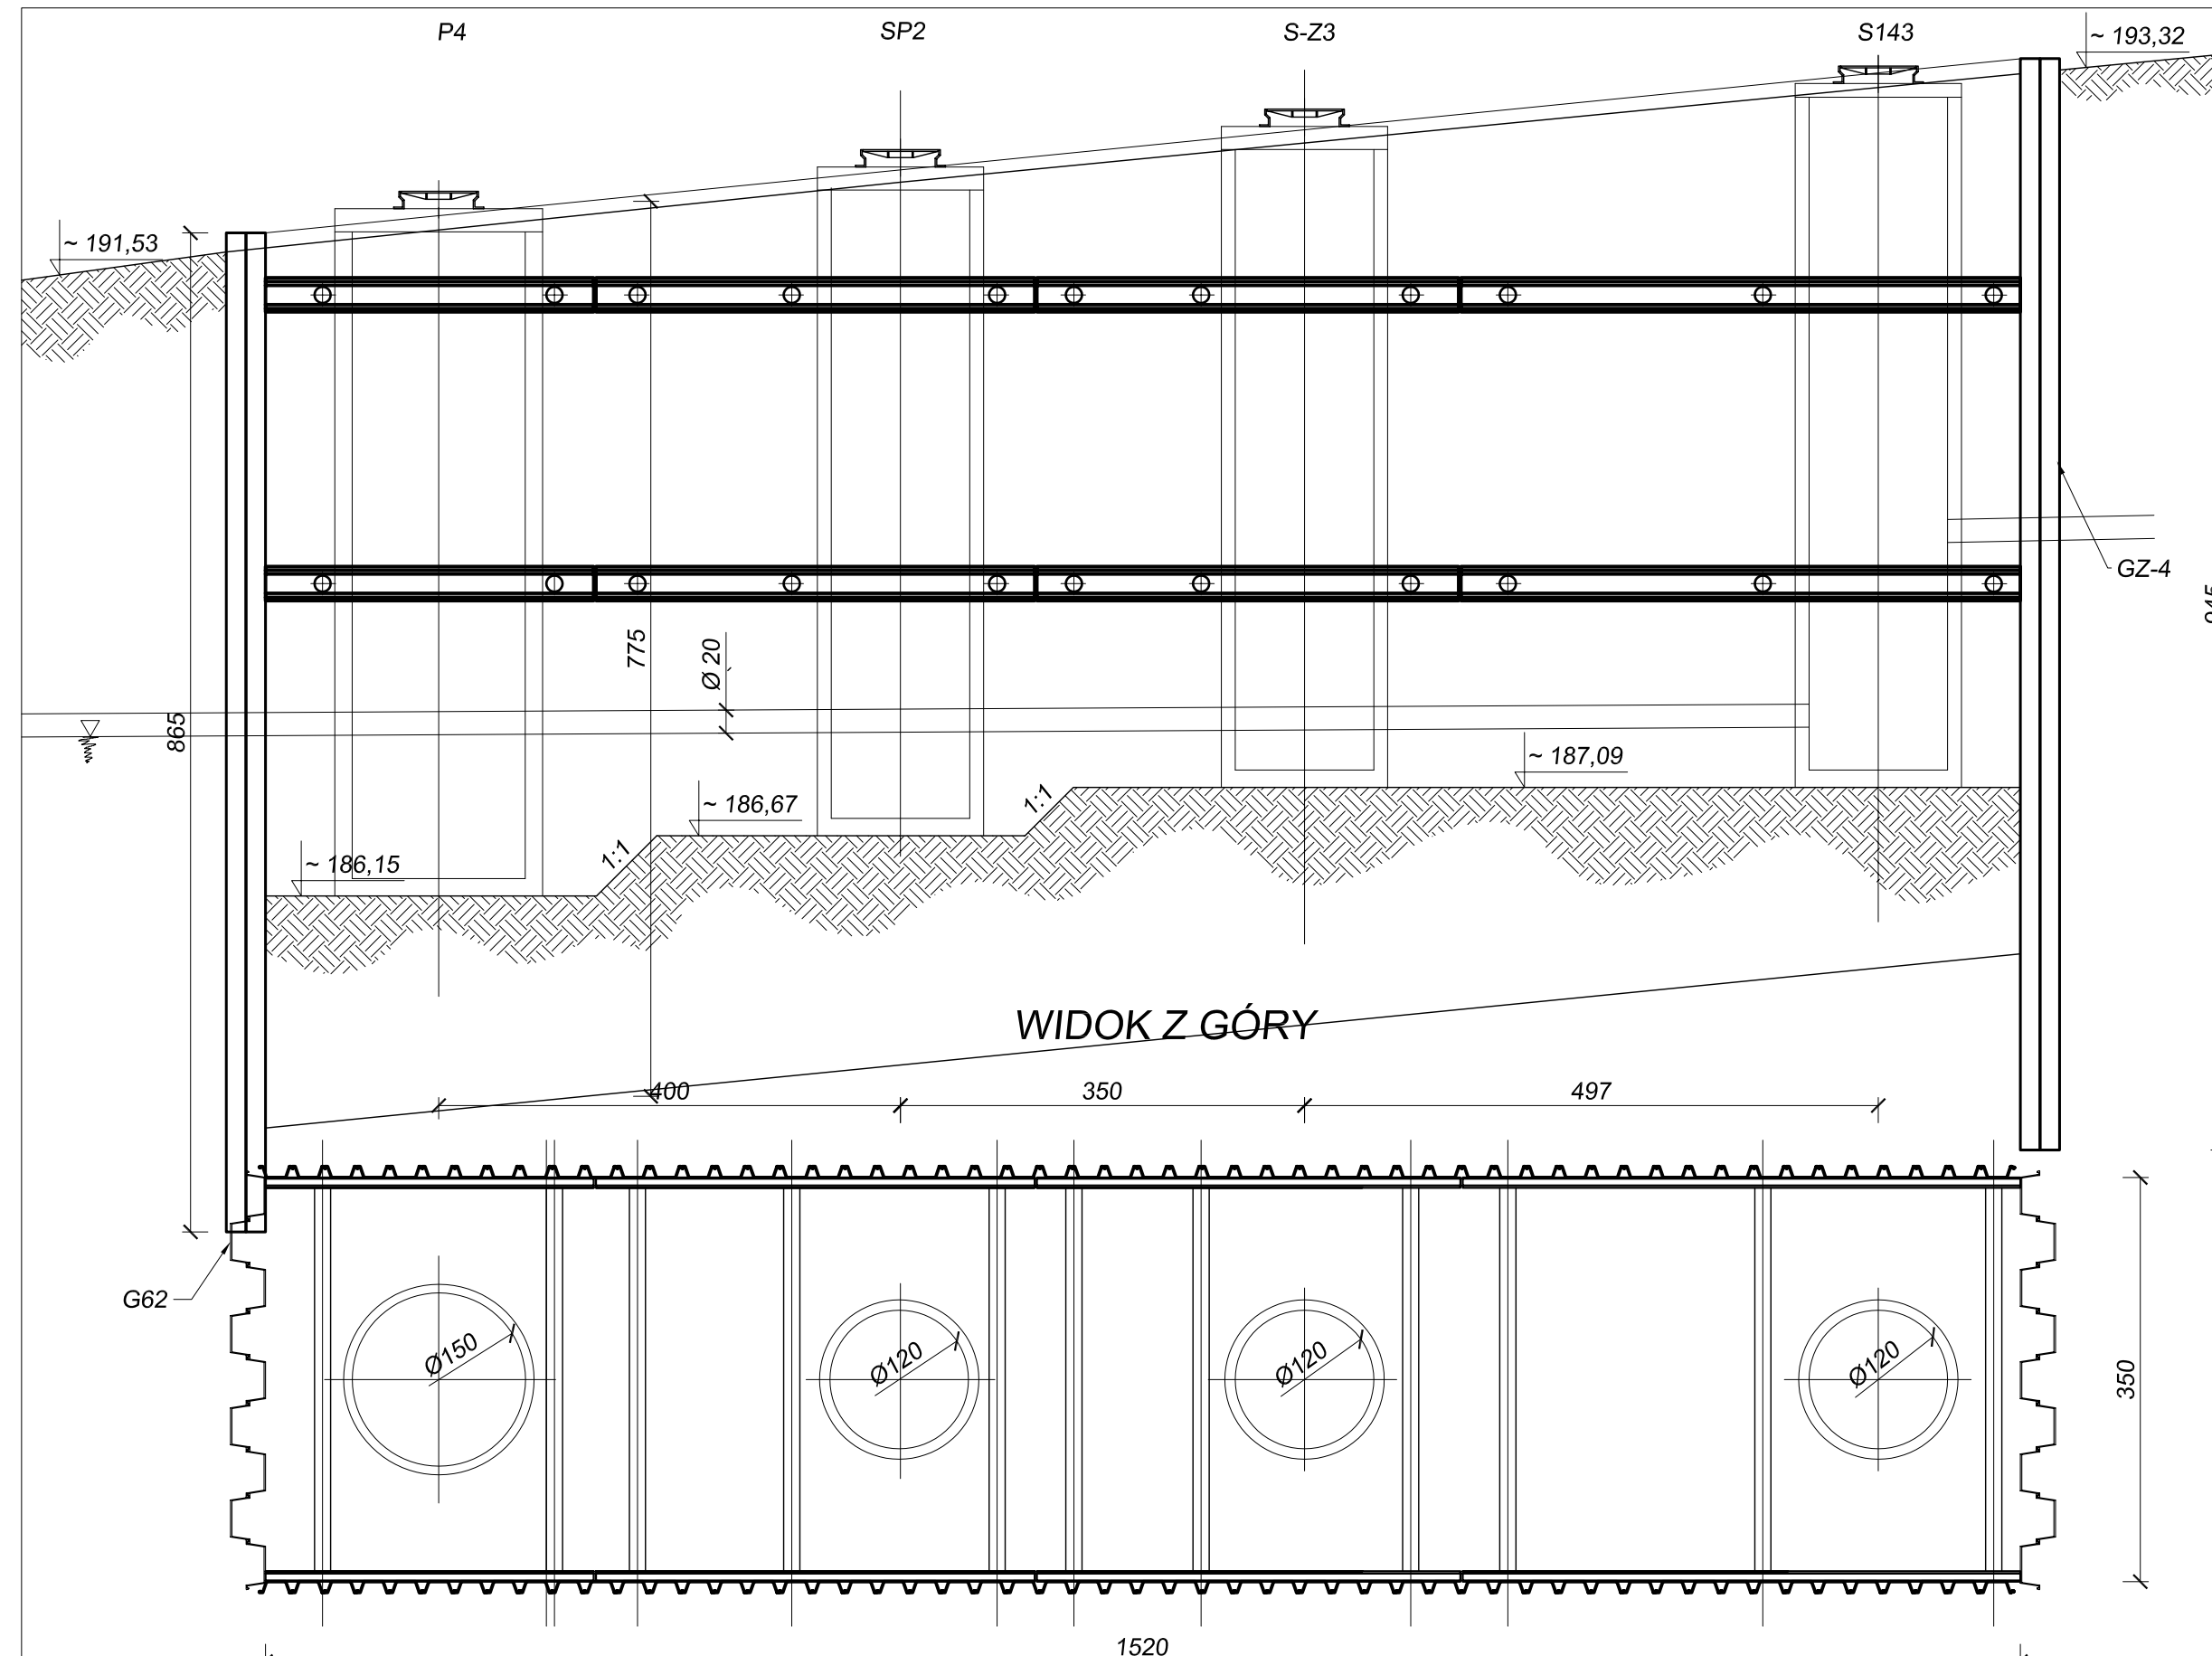 P4
SP2
S-Z3
S143
~ 193,32
~ 191,53
GZ-4
775
Ø 20
865
~ 187,09
~ 186,67
1:1
1:1
~ 186,15
WIDOK Z GÓRY
400
350
497
G62
Ø150
Ø120
Ø120
Ø120
350
1520